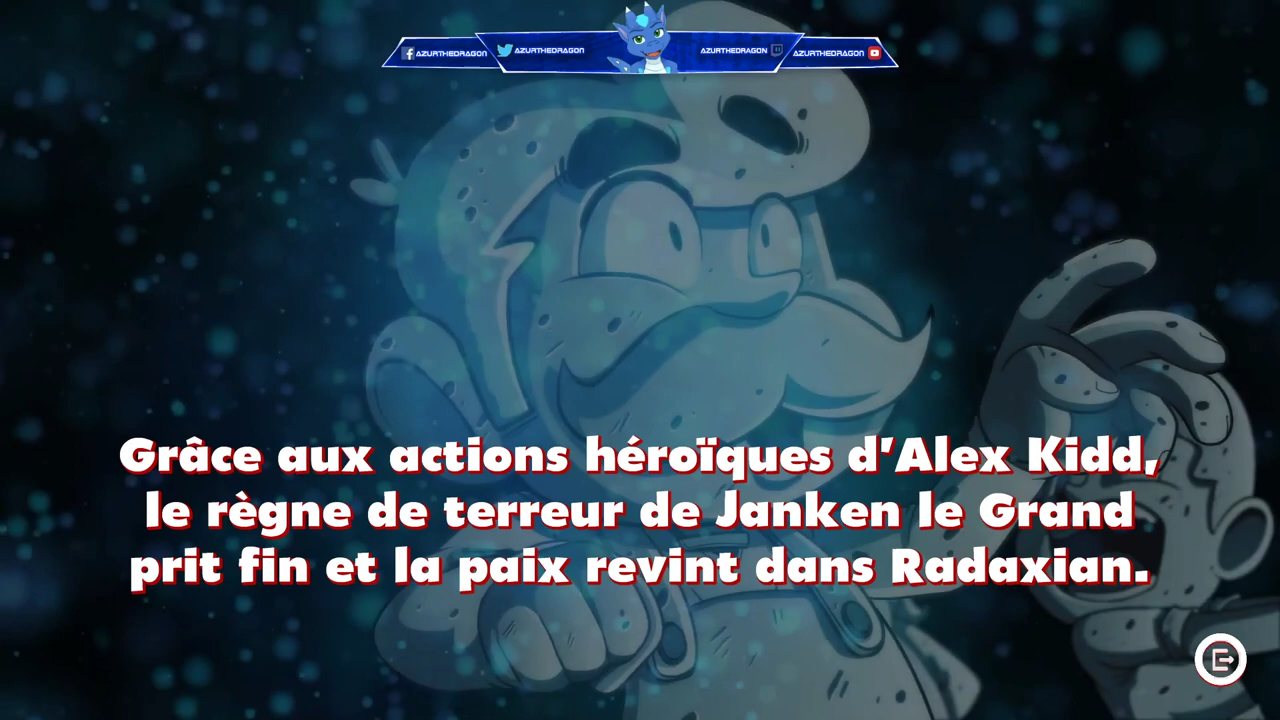 AZURTHEDRAGON AZURTHEDRAGON AZURTHEDRAGON AZURTHEDRAGON
Grâce aux actions héroïques d'Alex Kidd,
le règne de terreur de Janken le Grand
prit fin et la paix revint dans Radaxian.